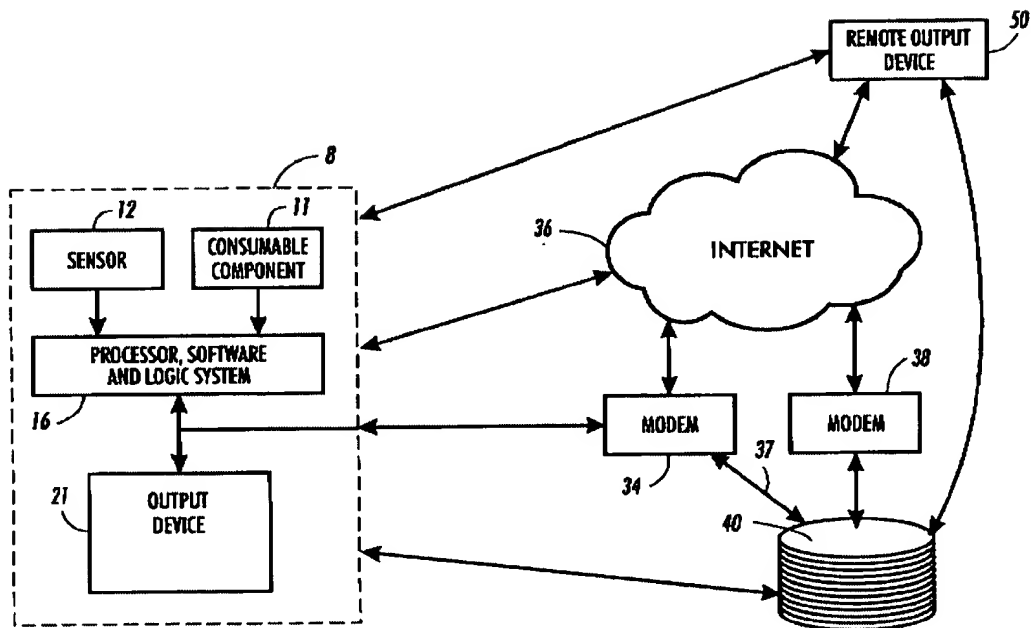 50
REMOTE OUTPUT
DEVICE
8
12
11
SENSOR
CONSUMABLE
COMPONENT
36
INTERNET
PROCESSOR, SOFTWARE
AND LOGIC SYSTEM
16
38
MODEM
MODEM
34
37
21
OUTPUT
DEVICE
40